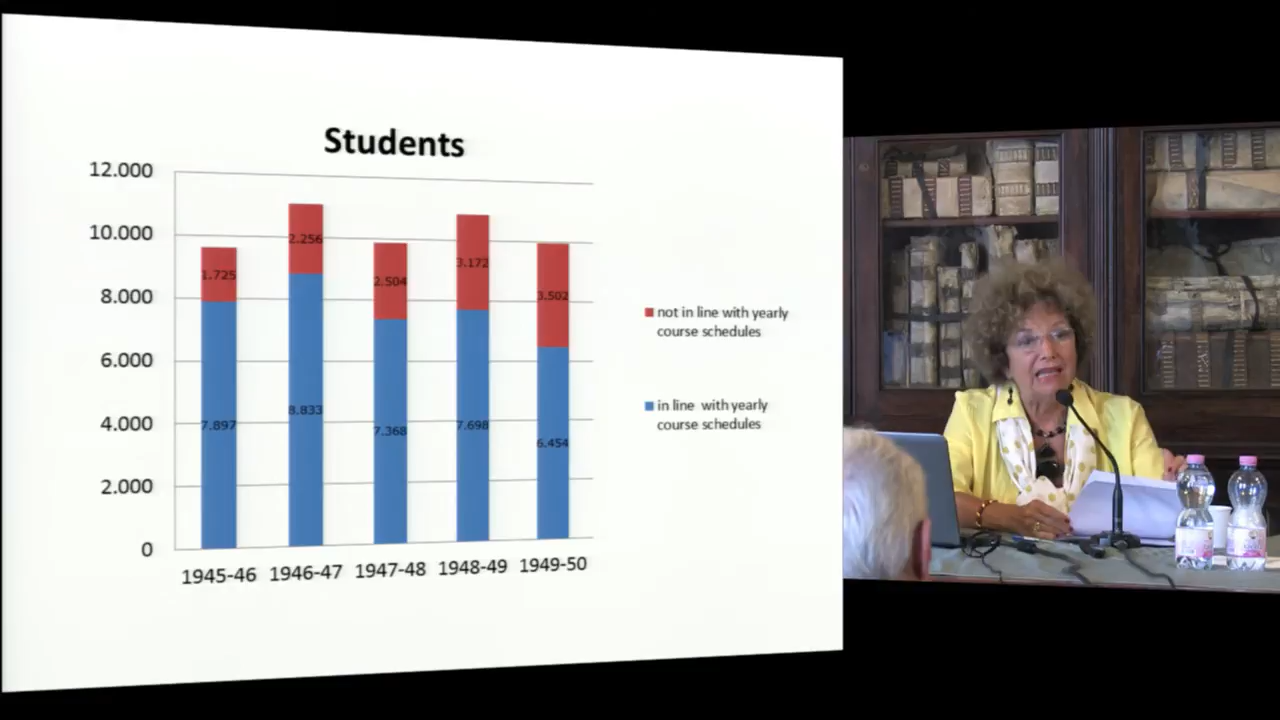 Students
12.000
10.000
8.000
6.000
4.000
2.000
0
1.725
2.256
2.504
3.172
3.502
7.897
8.833
7.368
7.698
6.454
1945-46 1946-47 1947-48 1948-49 1949-50
not in line with yearly
course schedules
in line with yearly
course schedules